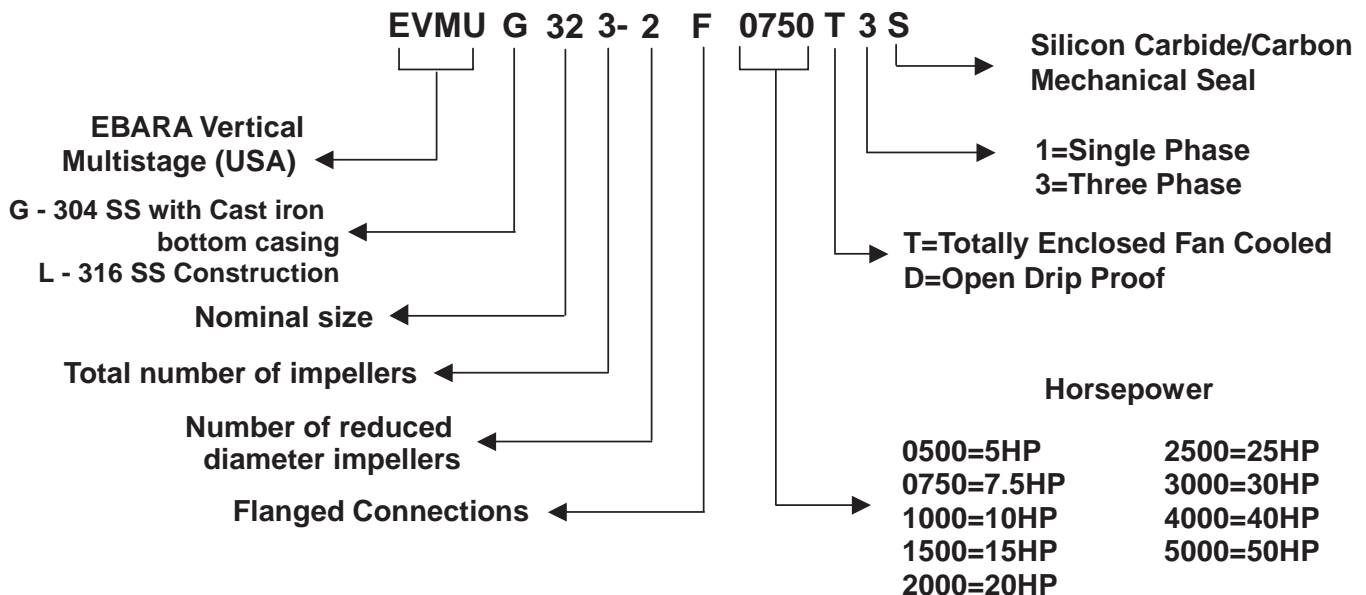 EVMU G 32 3- 2 F 0750 T 3 S
Silicon Carbide/Carbon
Mechanical Seal
EBARA Vertical
Multistage (USA)
1=Single Phase
3=Three Phase
G - 304 SS with Cast iron
bottom casing
L - 316 SS Construction
T=Totally Enclosed Fan Cooled
D=Open Drip Proof
Nominal size
Total number of impellers
Number of reduced
diameter impellers
Flanged Connections
Horsepower
0500=5HP
0750=7.5HP
1000=10HP
1500=15HP
2000=20HP
2500=25HP
3000=30HP
4000=40HP
5000=50HP